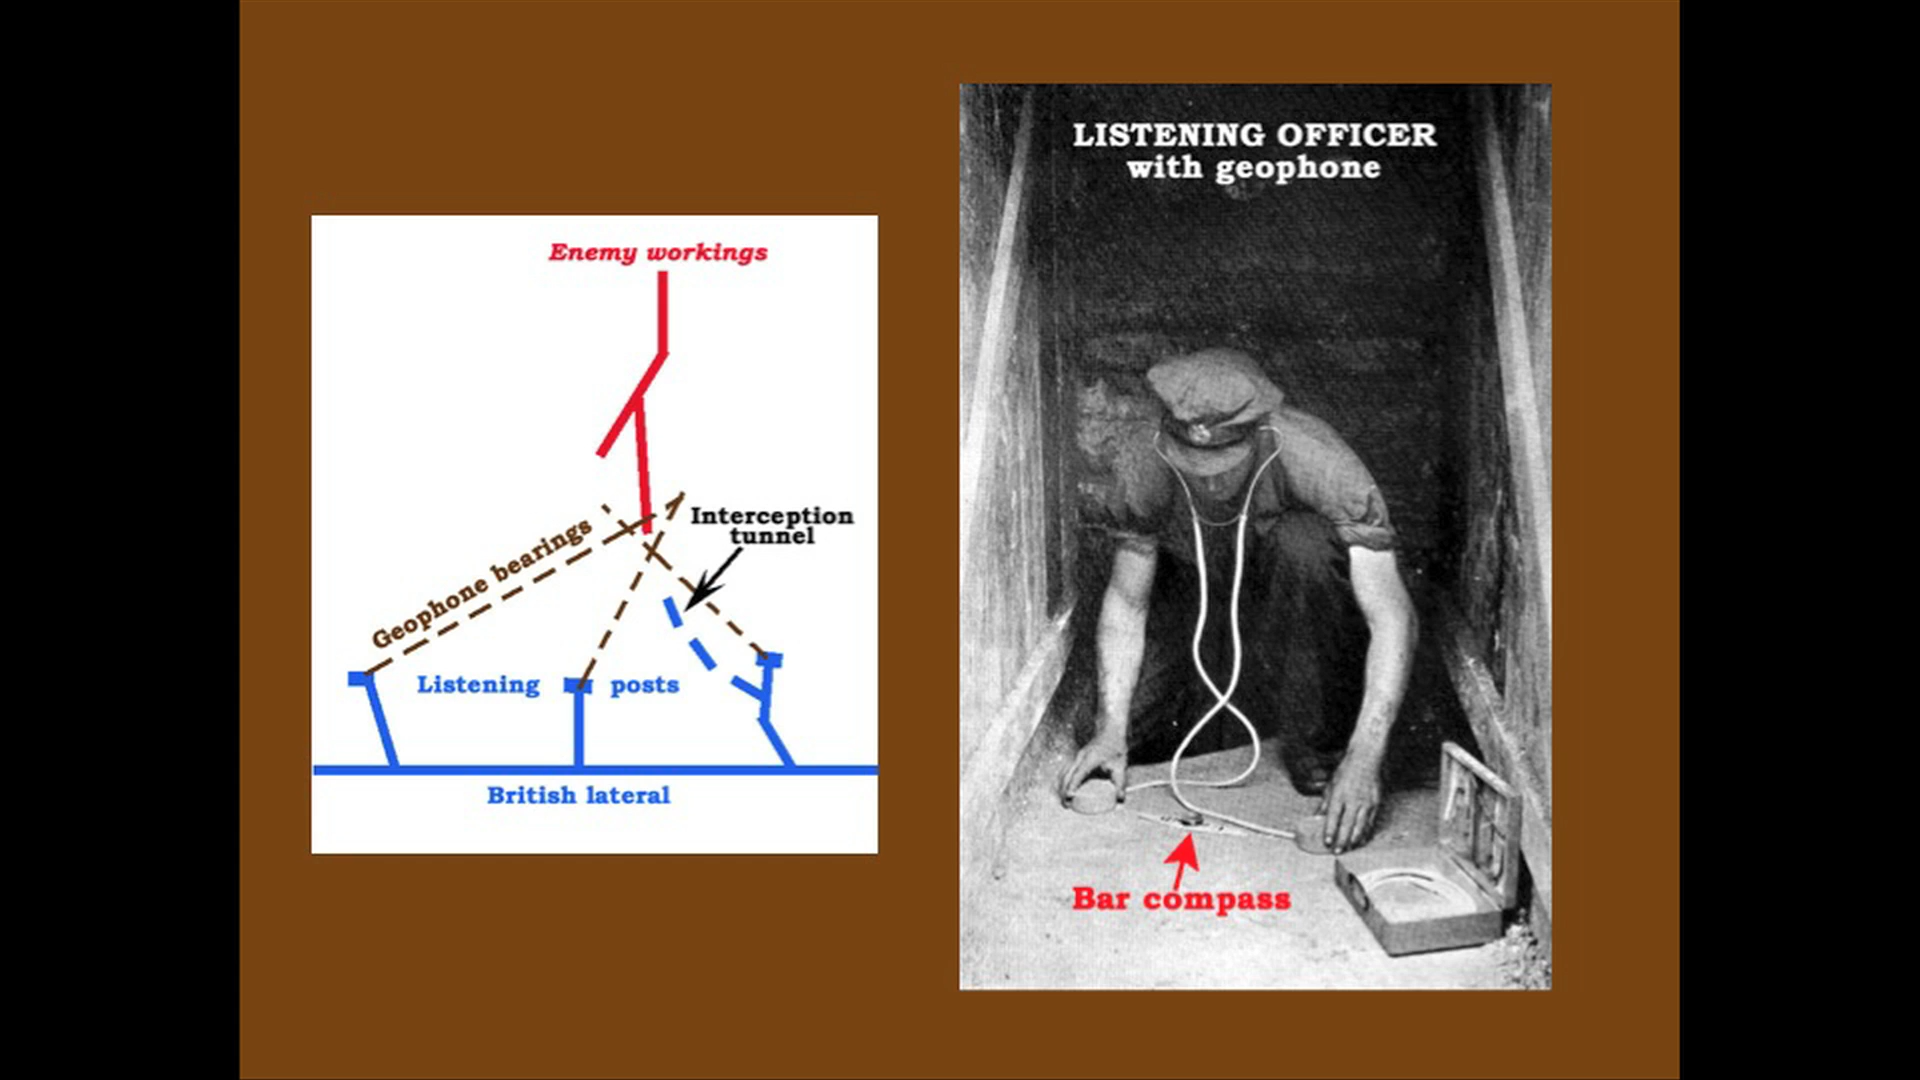 Enemy workings
Geophone bearings
Interception
tunnel
Listening posts
British lateral
LISTENING OFFICER
with geophone
Bar compass